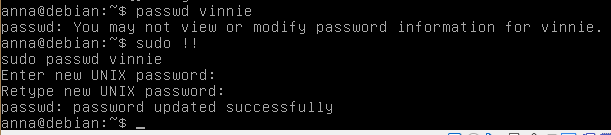 anna@debian:~$ passwd vinnie
passwd: You may not view or modify password information for vinnie.
anna@debian:~$ sudo !!
sudo passwd vinnie
Enter new UNIX password:
Retype new UNIX password:
passwd: password updated successfully
anna@debian:~$ _